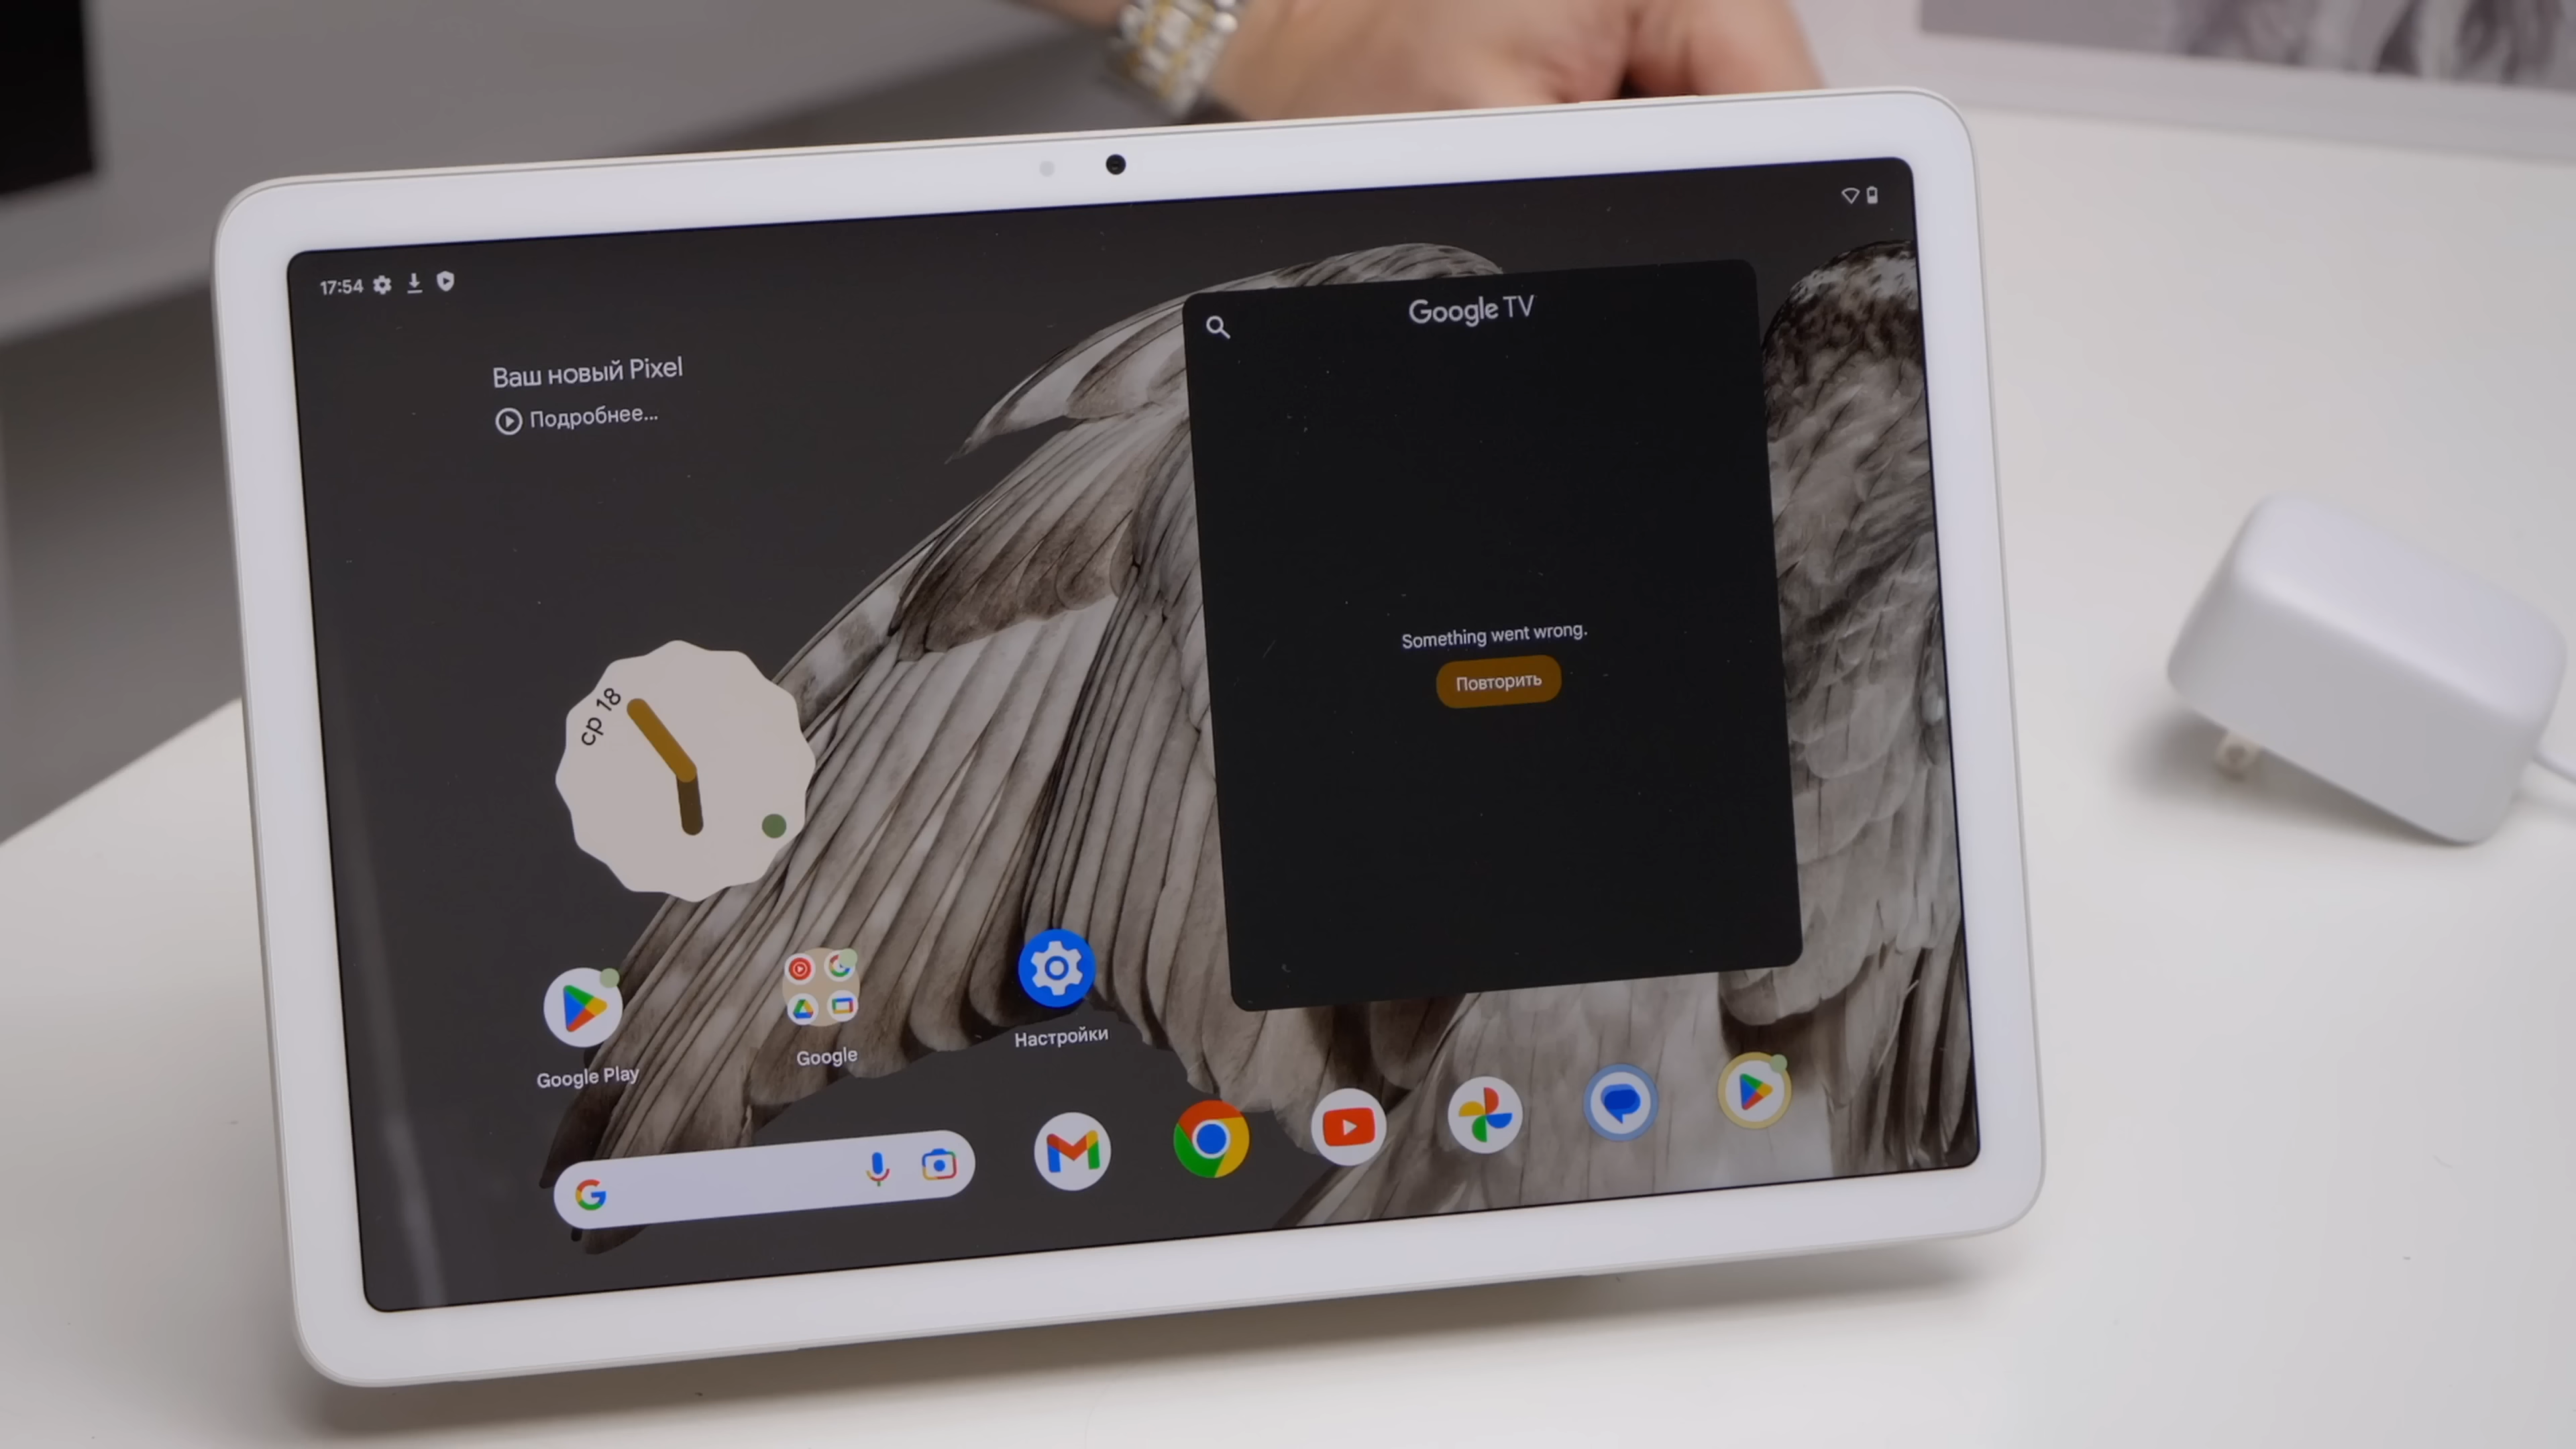 17:54
Ваш новый Pixel
Подробнее...
Google TV
Something went wrong.
Повторить
ср 18
Google Play
Google
Настройки